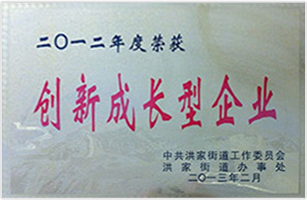 二〇一二年度荣获
创新成长型企业
中共洪家街道工作委员会
洪家街道办事处
二〇一三年二月